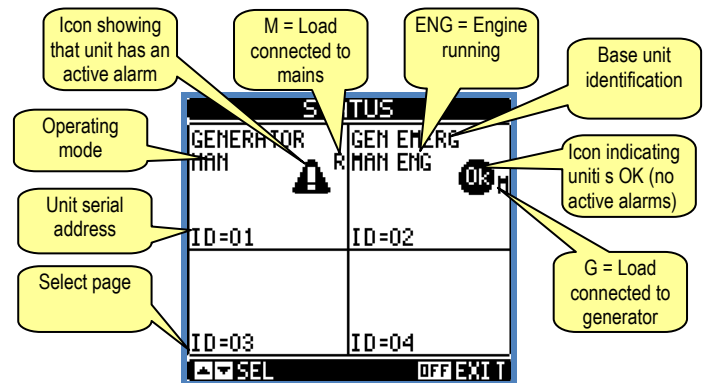 Icon showing
that unit has an
active alarm
M = Load
connected to
mains
ENG = Engine
running
Base unit
identification
STATUS
Operating
mode
GENERATOR
MAN
GEN EMERG
MAN ENG
OK
Icon indicating
uniti s OK (no
active alarms)
Unit serial
address
ID=01
ID=02
G = Load
connected to
generator
Select page
ID=03
ID=04
SEL
OFF EXIT